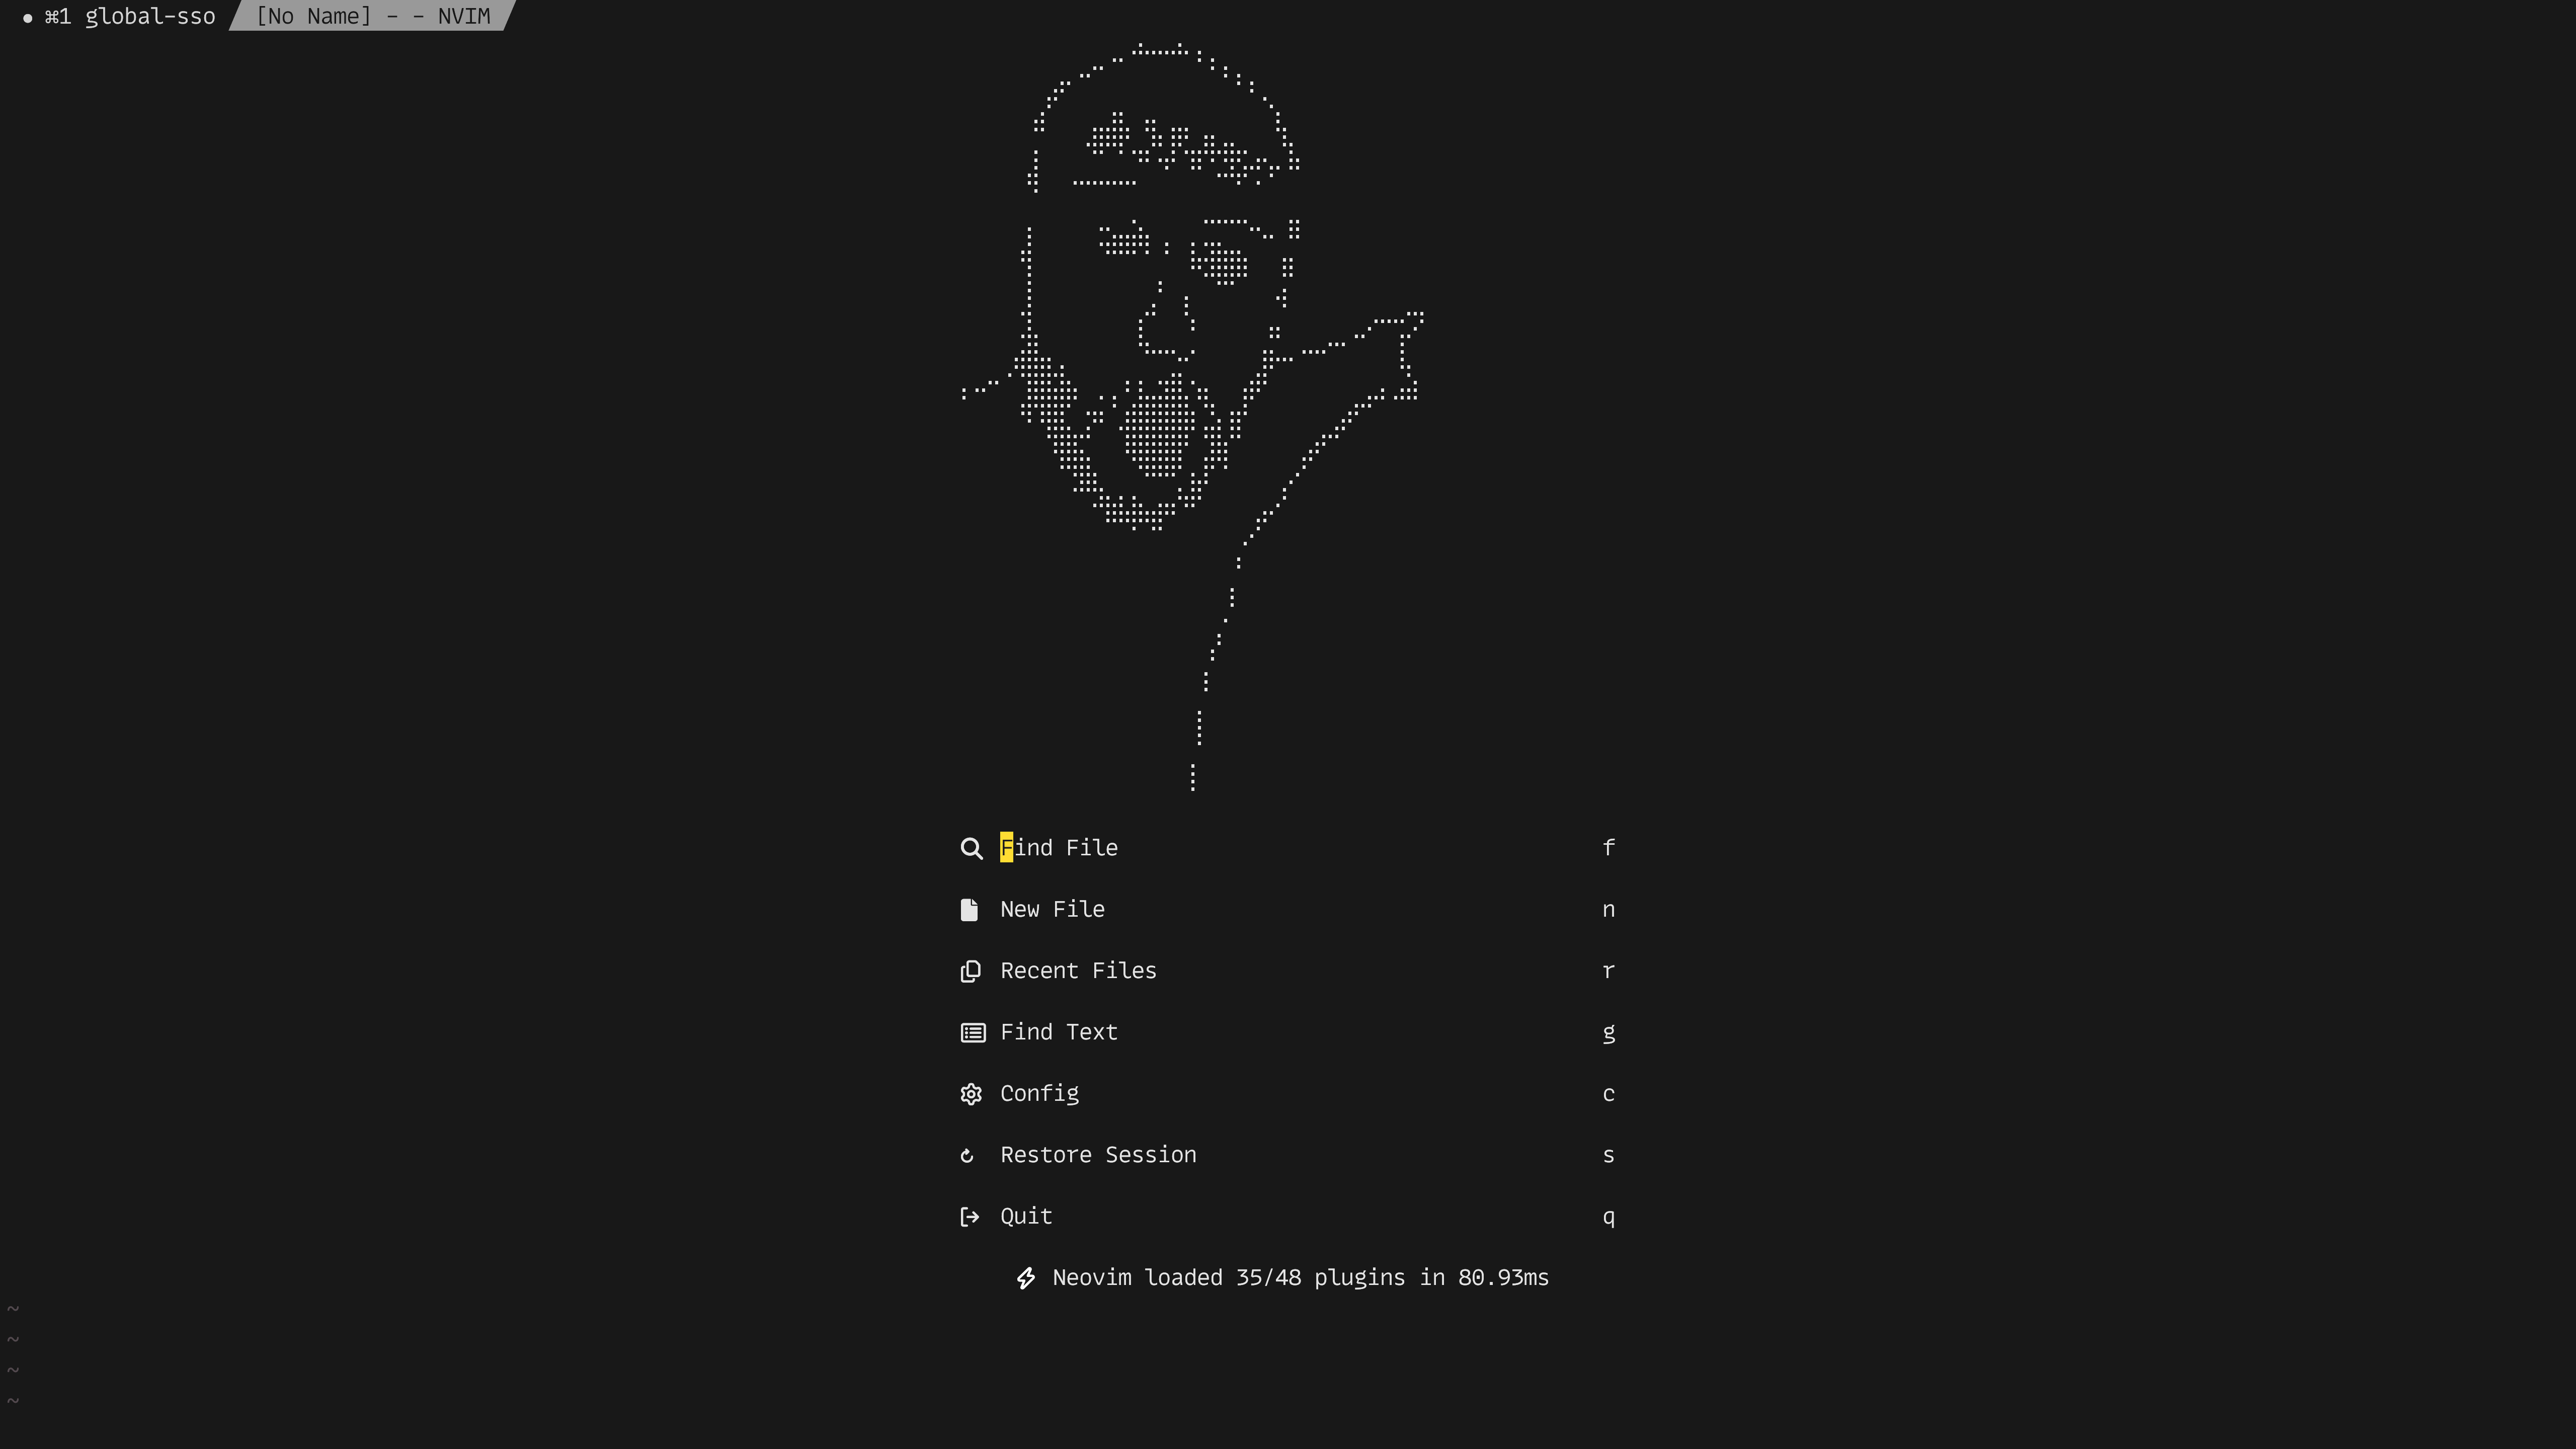 ● ⌘1 global-sso [No Name] - - NVIM
Find File f
New File n
Recent Files r
Find Text g
Config c
Restore Session s
Quit q
Neovim loaded 35/48 plugins in 80.93ms
~
~
~
~